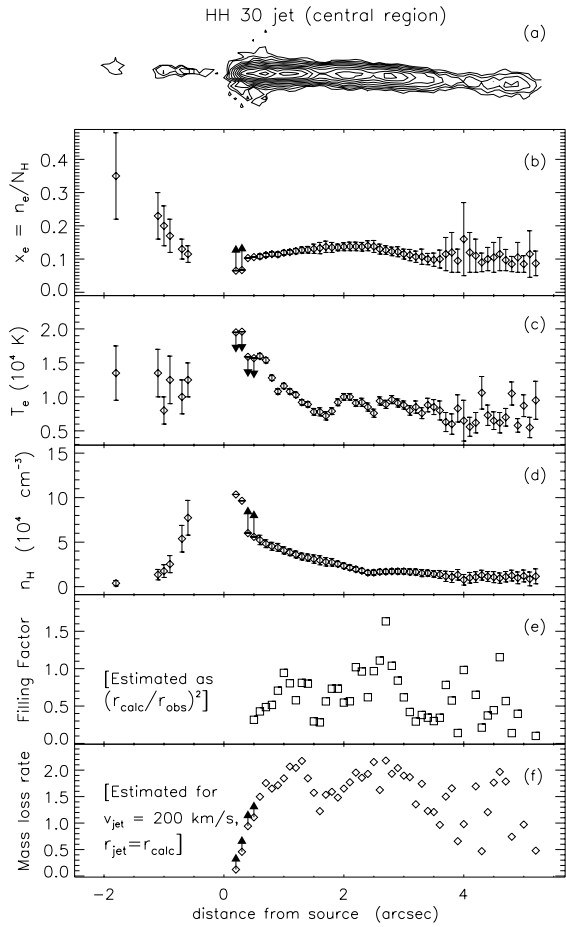 HH 30 jet (central region)
(a)
x_e = n_e/N_H
0.4
0.3
0.2
0.1
0.0
(b)
T_e (10⁴ K)
2.0
1.5
1.0
0.5
(c)
n_H (10⁴ cm⁻³)
15
10
5
0
(d)
Filling Factor
1.5
1.0
0.5
0.0
(e)
[Estimated as
(r_calc/r_obs)²]
Mass loss rate
2.0
1.5
1.0
0.5
0.0
(f)
[Estimated for
v_jet = 200 km/s,
r_jet=r_calc]
−2 0 2 4
distance from source (arcsec)